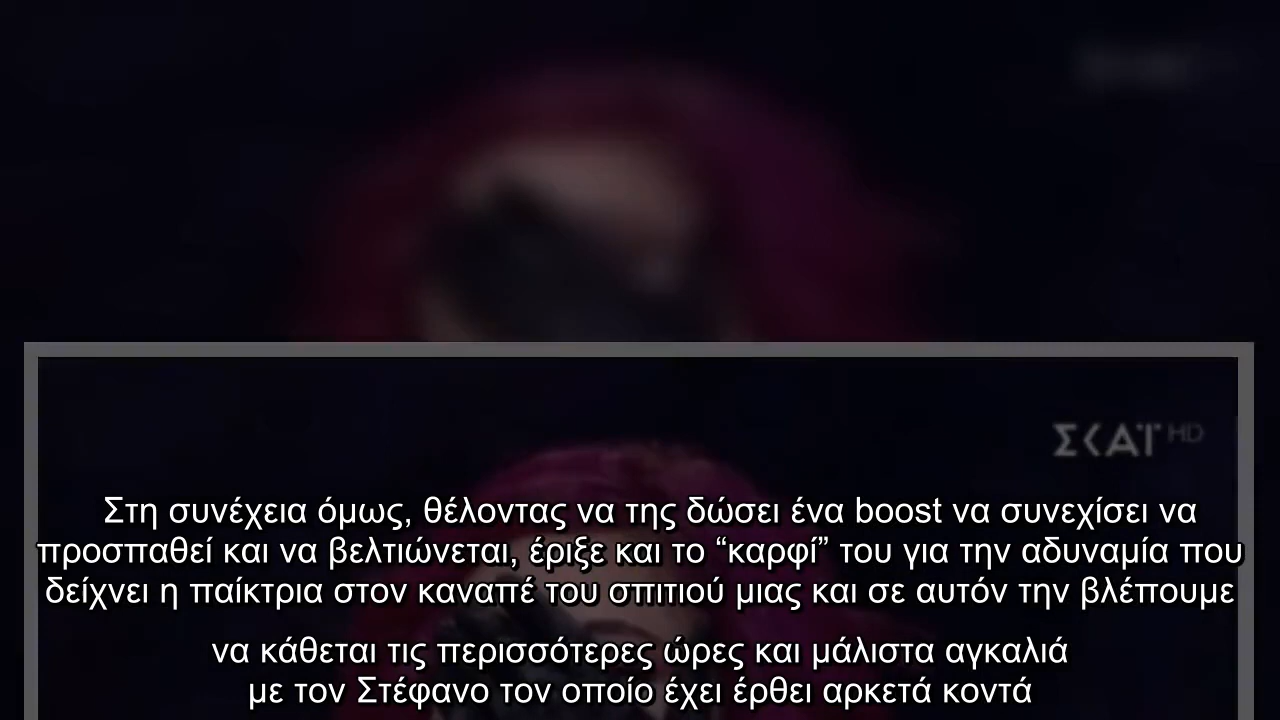 ΣΚΑΪ HD
Στη συνέχεια όμως, θέλοντας να της δώσει ένα boost να συνεχίσει να
προσπαθεί και να βελτιώνεται, έριξε και το “καρφί” του για την αδυναμία που
δείχνει η παίκτρια στον καναπέ του σπιτιού μιας και σε αυτόν την βλέπουμε
να κάθεται τις περισσότερες ώρες και μάλιστα αγκαλιά
με τον Στέφανο τον οποίο έχει έρθει αρκετά κοντά